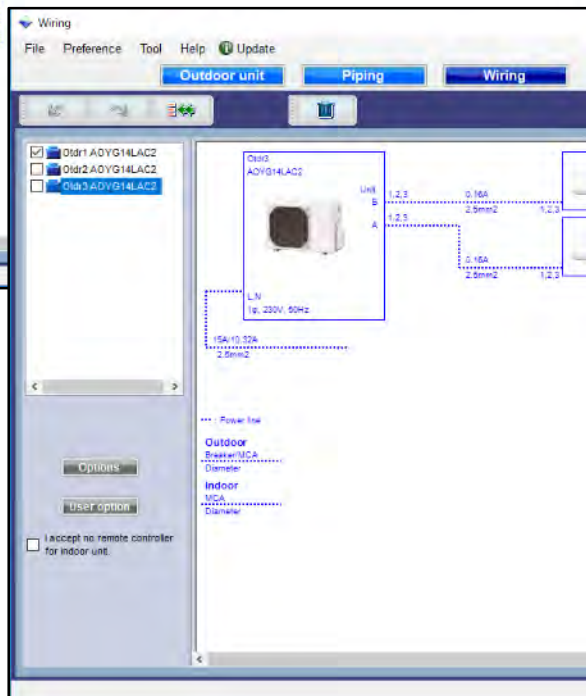 Wiring
File Preference Tool Help Update
Outdoor unit Piping Wiring
Otdr1 AOYG14LAC2
Otdr2 AOYG14LAC2
Otdr3 AOYG14LAC2
Otdr3
AOYG14LAC2
Unit
B 1,2,3 0.16A
2.5mm2 1,2,3
A 1,2,3
0.16A
2.5mm2 1,2,3
L,N
1φ, 230V, 50Hz
15A/10.32A
2.5mm2
: Power line
Outdoor
Breaker/MCA
Diameter
Indoor
MCA
Diameter
Options
User option
I accept no remote controller
for indoor unit.